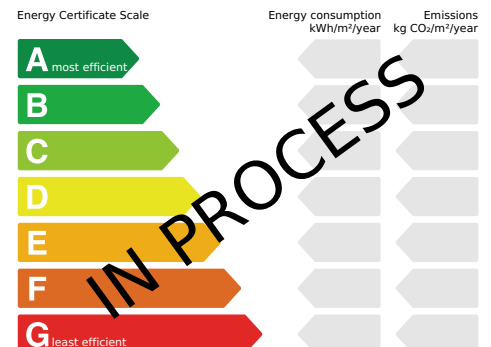 Energy Certificate Scale
Energy consumption
kWh/m²/year
Emissions
kg CO₂/m²/year
A most efficient
B
C
D
E
F
G least efficient
IN PROCESS